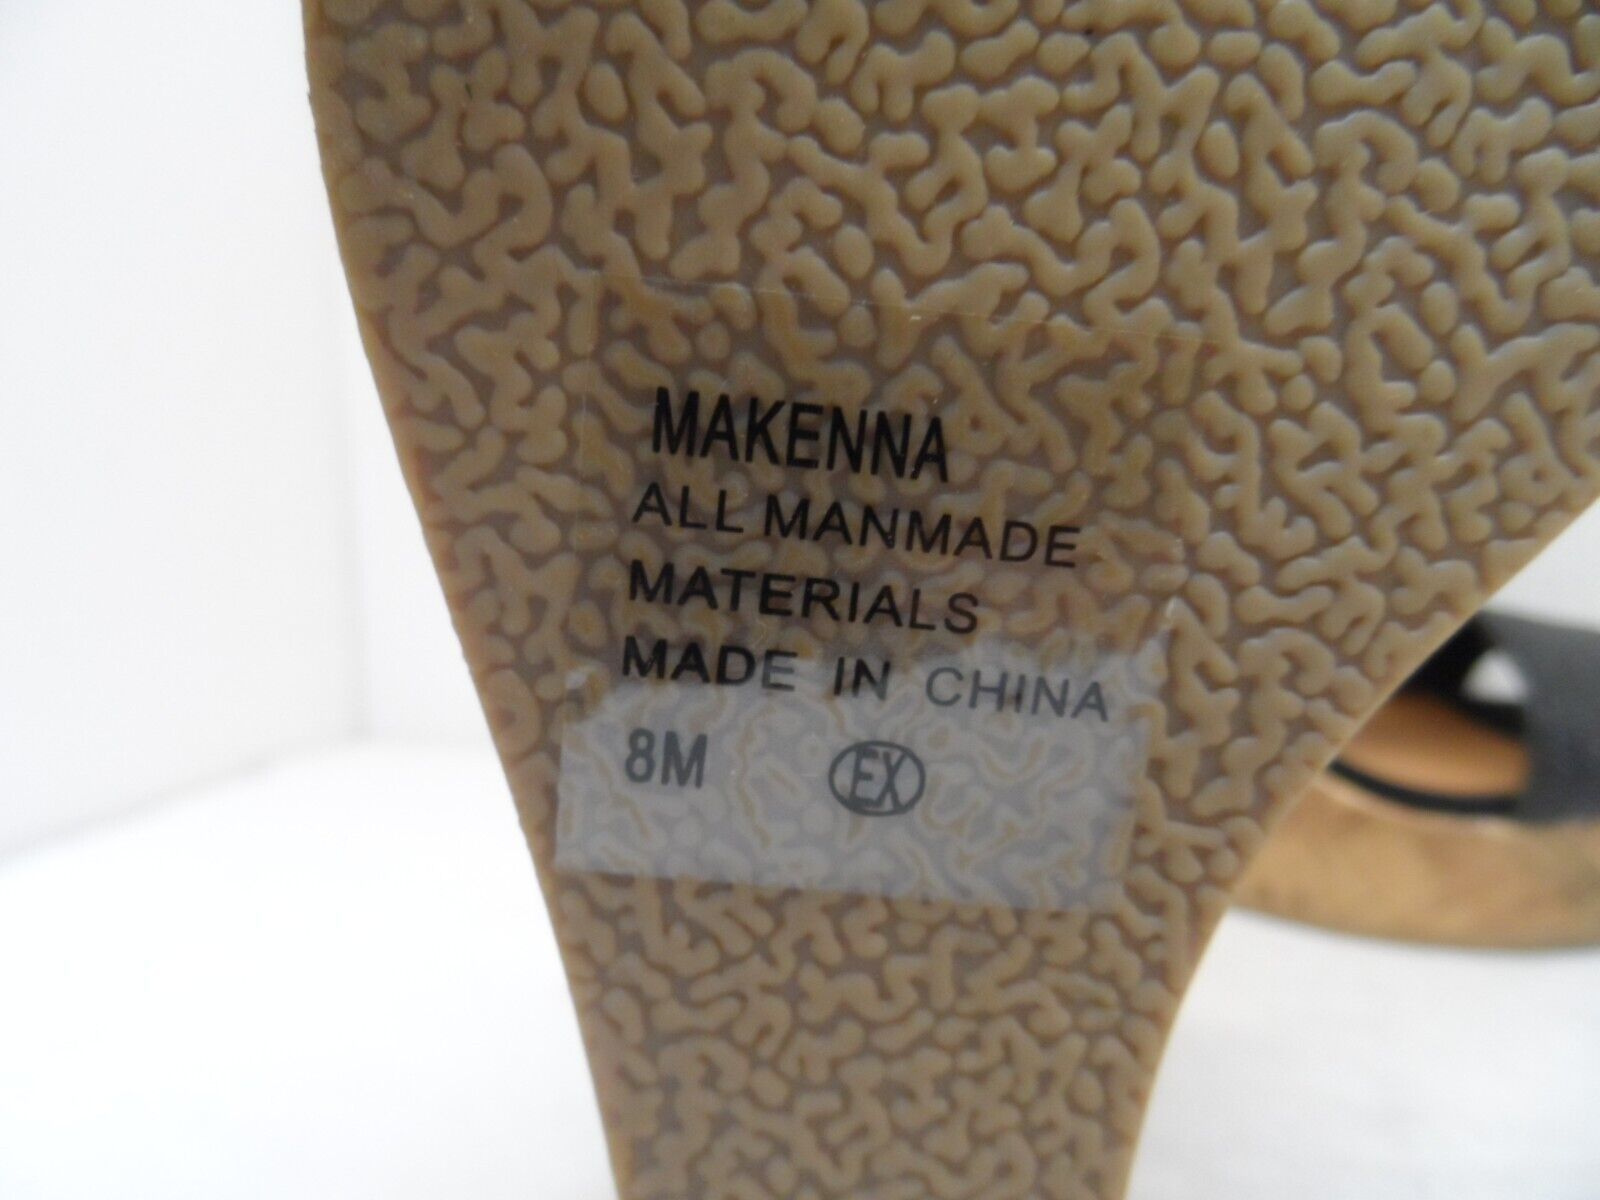 MAKENNA
ALL MANMADE
MATERIALS
MADE IN CHINA
8M EX